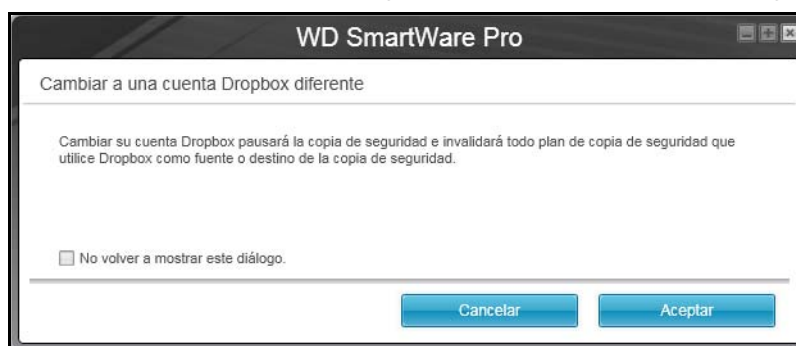 WD SmartWare Pro
Cambiar a una cuenta Dropbox diferente
Cambiar su cuenta Dropbox pausará la copia de seguridad e invalidará todo plan de copia de seguridad que
utilice Dropbox como fuente o destino de la copia de seguridad.
No volver a mostrar este diálogo.
Cancelar
Aceptar